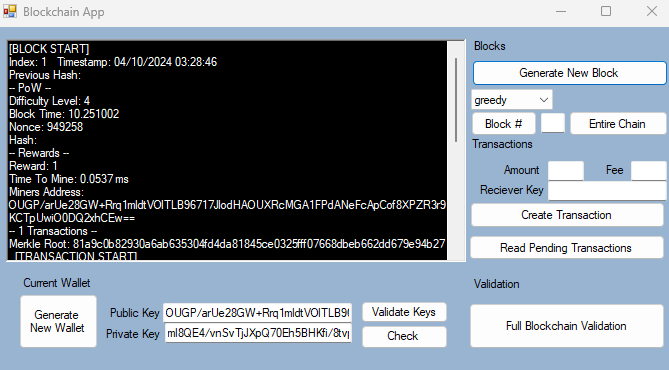 Blockchain App
[BLOCK START]
Index: 1 Timestamp: 04/10/2024 03:28:46
Previous Hash:
-- PoW --
Difficulty Level: 4
Block Time: 10.251002
Nonce: 949258
Hash:
-- Rewards --
Reward: 1
Time To Mine: 0.0537 ms
Miners Address:
OUGP/arUe28GW+Rrq1mldtVOlTLB96717JlodHAOUXRcMGA1FPdANeFcApCof8XPZR3r9
KCTpUwiO0DQ2xhCEw==
-- 1 Transactions --
Merkle Root: 81a9c0b82930a6ab635304fd4da81845ce0325fff07668dbeb662dd679e94b27
[TRANSACTION START]
Blocks
Generate New Block
greedy
Block #
Entire Chain
Transactions
Amount
Fee
Reciever Key
Create Transaction
Read Pending Transactions
Current Wallet
Generate
New Wallet
Public Key
OUGP/arUe28GW+Rrq1mldtVOlTLB9
Validate Keys
Private Key
ml8QE4/vnSvTjJXpQ70Eh5BHKfi/8tv
Check
Validation
Full Blockchain Validation